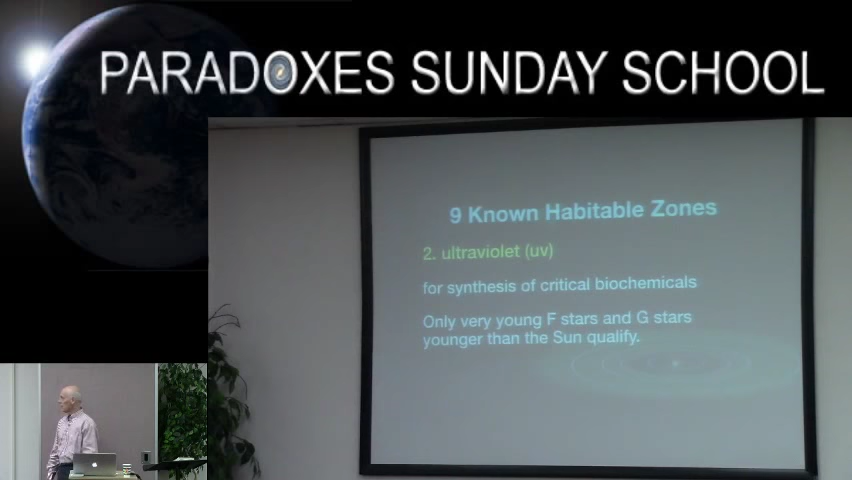 PARADOXES SUNDAY SCHOOL
9 Known Habitable Zones
2. ultraviolet (uv)
for synthesis of critical biochemicals
Only very young F stars and G stars
younger than the Sun qualify.